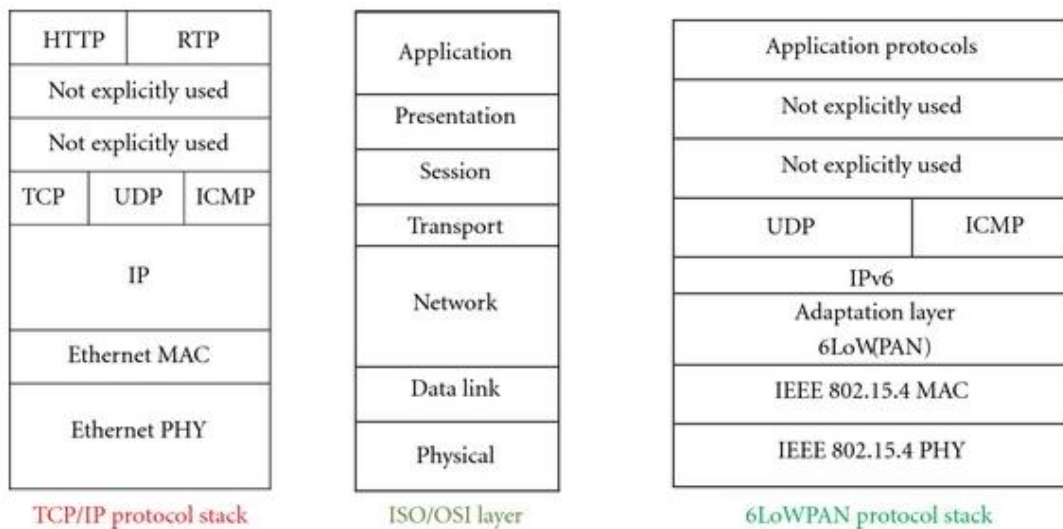 HTTP
RTP
Not explicitly used
Not explicitly used
TCP
UDP
ICMP
IP
Ethernet MAC
Ethernet PHY
TCP/IP protocol stack
Application
Presentation
Session
Transport
Network
Data link
Physical
ISO/OSI layer
Application protocols
Not explicitly used
Not explicitly used
UDP
ICMP
IPv6
Adaptation layer
6LoW(PAN)
IEEE 802.15.4 MAC
IEEE 802.15.4 PHY
6LoWPAN protocol stack